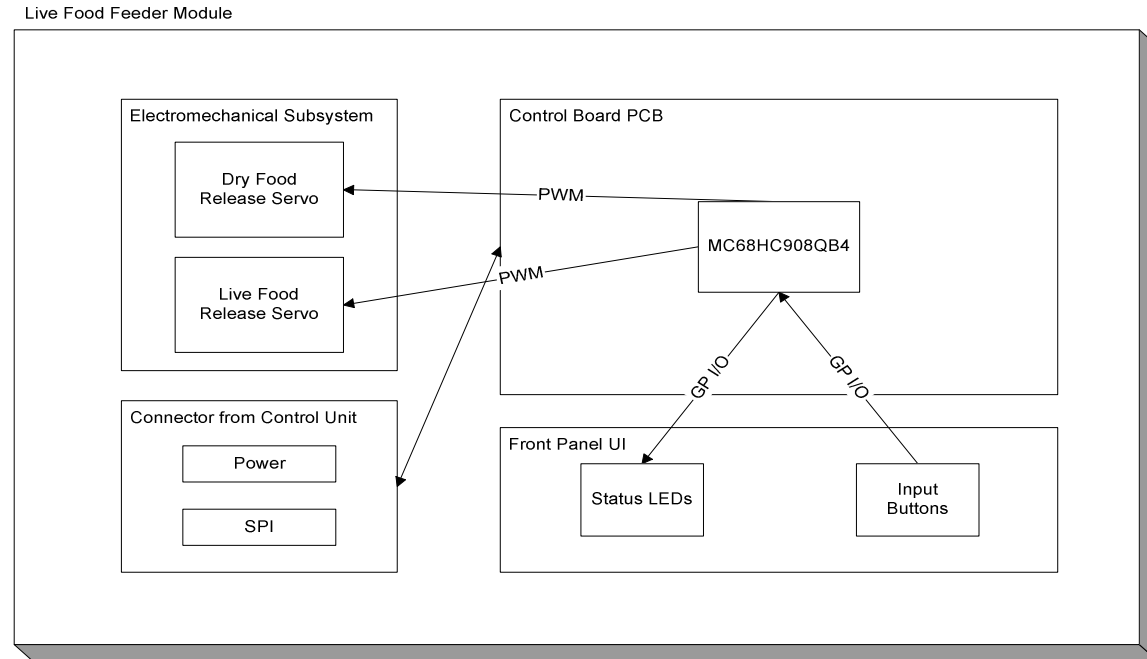 Live Food Feeder Module
Electromechanical Subsystem
Dry Food
Release Servo
Live Food
Release Servo
Connector from Control Unit
Power
SPI
Control Board PCB
PWM
MC68HC908QB4
PWM
GP I/O
GP I/O
Front Panel UI
Status LEDs
Input
Buttons